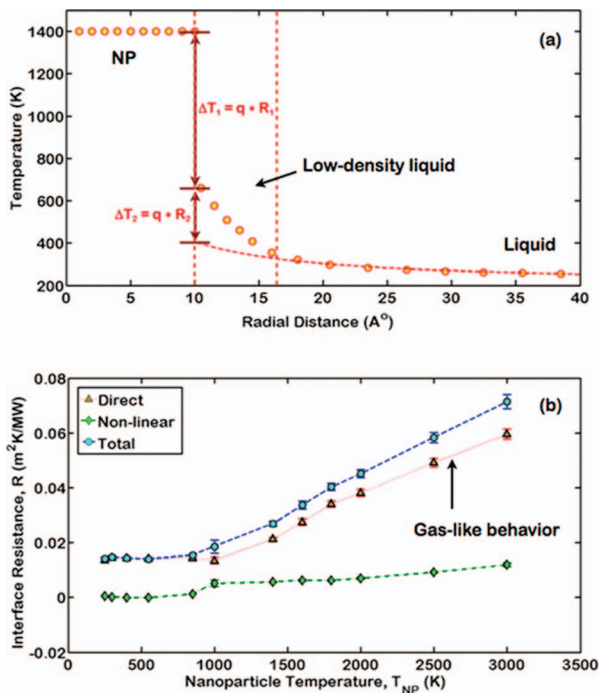 (a)
NP
ΔT1 = q * R1
Low-density liquid
ΔT2 = q * R2
Liquid
Temperature (K)
1400
1200
1000
800
600
400
200
0 5 10 15 20 25 30 35 40
Radial Distance (A°)
(b)
Direct
Non-linear
Total
Gas-like behavior
Interface Resistance, R (m²K/MW)
0.08
0.06
0.04
0.02
0
-0.02
0 500 1000 1500 2000 2500 3000 3500
Nanoparticle Temperature, TNP (K)